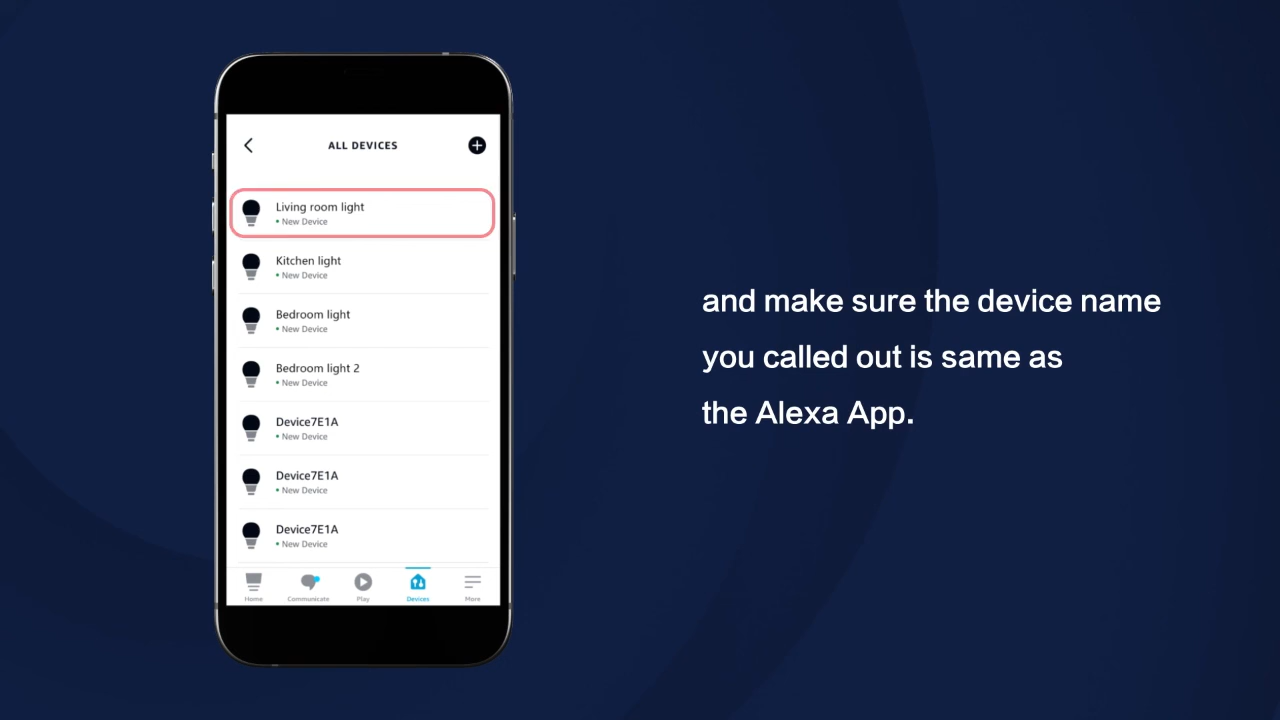 ALL DEVICES
Living room light
New Device
Kitchen light
New Device
Bedroom light
New Device
Bedroom light 2
New Device
Device7E1A
New Device
Device7E1A
New Device
Device7E1A
New Device
Home Communicate Play Devices More
and make sure the device name
you called out is same as
the Alexa App.